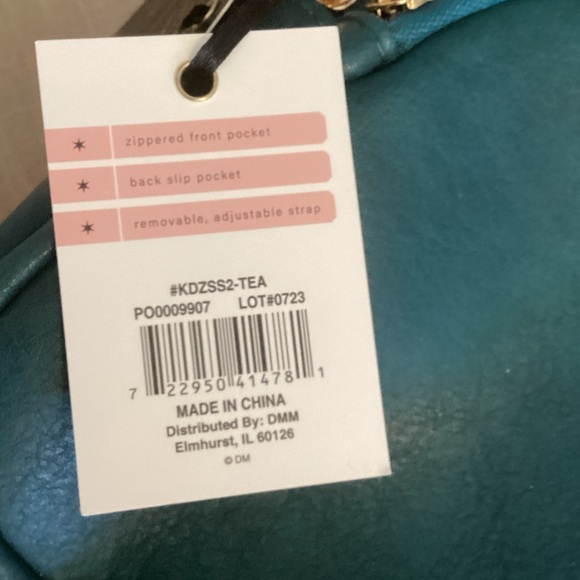 zippered front pocket
back slip pocket
removable, adjustable strap
#KDZSS2-TEA
PO0009907 LOT#0723
7 22950 41478 1
MADE IN CHINA
Distributed By: DMM
Elmhurst, IL 60126
© DM